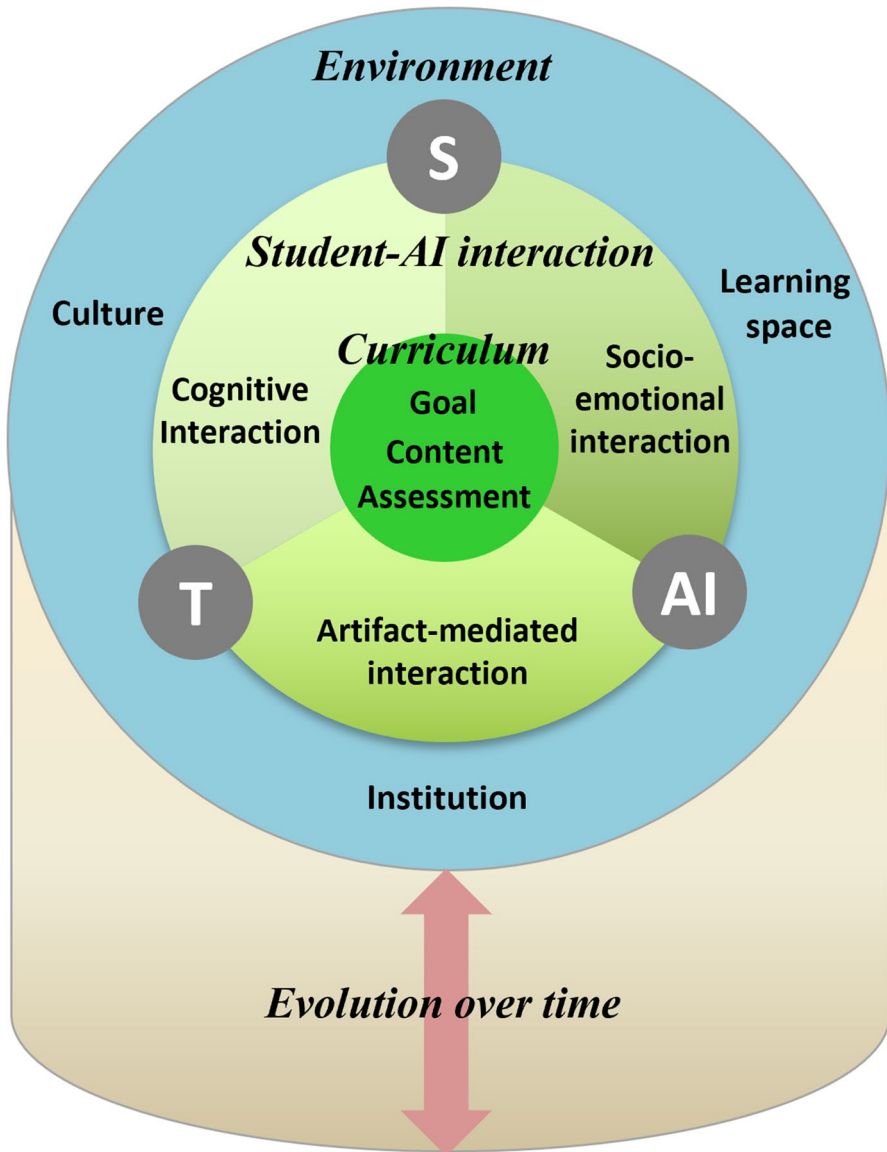 Environment
S
Student-AI interaction
Culture
Learning
space
Curriculum
Cognitive
Interaction
Goal
Content
Assessment
Socio-
emotional
interaction
T
AI
Artifact-mediated
interaction
Institution
Evolution over time